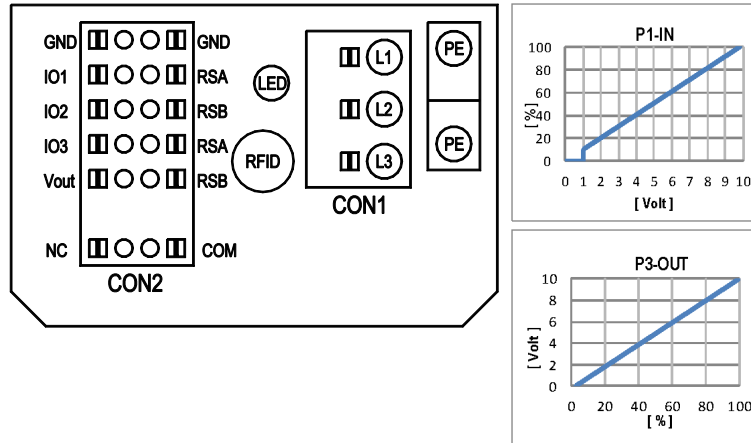 GND GND
IO1 RSA
IO2 RSB
IO3 RSA
Vout RSB
NC COM
CON2
LED
RFID
L1
L2
L3
CON1
PE
PE
P1-IN
[ % ]
100
80
60
40
20
0
0 1 2 3 4 5 6 7 8 9 10
[ Volt ]
P3-OUT
[ Volt ]
10
8
6
4
2
0
0 20 40 60 80 100
[ % ]